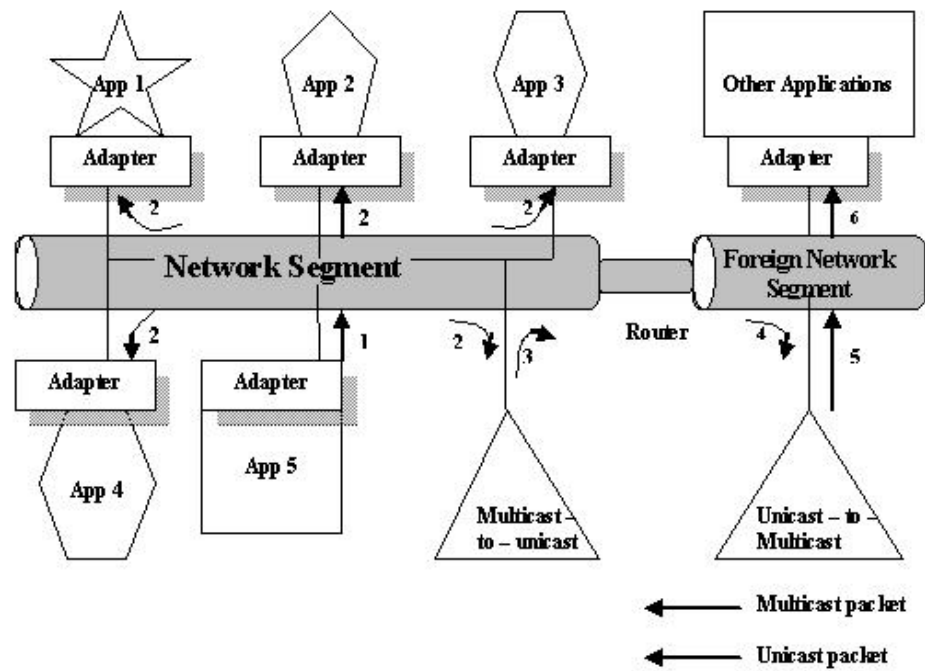 App 1
App 2
App 3
Other Applications
Adapter
Adapter
Adapter
Adapter
2
2
2
6
Network Segment
Foreign Network
Segment
2
1
2
3
Router
4
5
Adapter
Adapter
App 4
App 5
Multicast –
to – unicast
Unicast – to –
Multicast
Multicast packet
Unicast packet